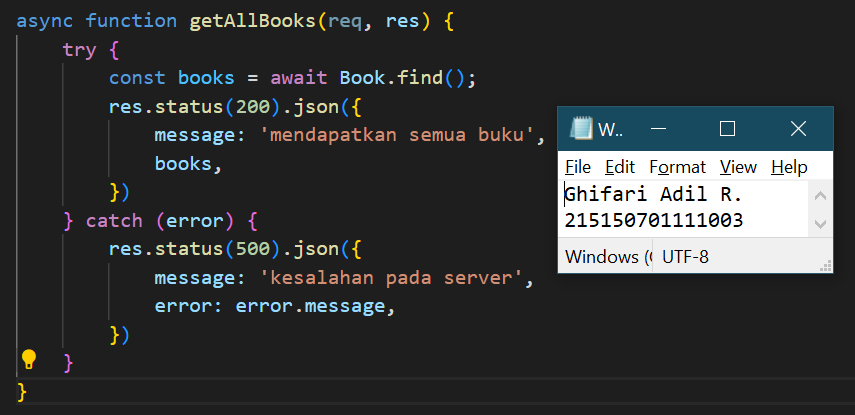 async function getAllBooks(req, res) {
try {
const books = await Book.find();
res.status(200).json({
message: 'mendapatkan semua buku',
books,
})
} catch (error) {
res.status(500).json({
message: 'kesalahan pada server',
error: error.message,
})
}
}
W..
File Edit Format View Help
Ghifari Adil R.
215150701111003
Windows (C UTF-8